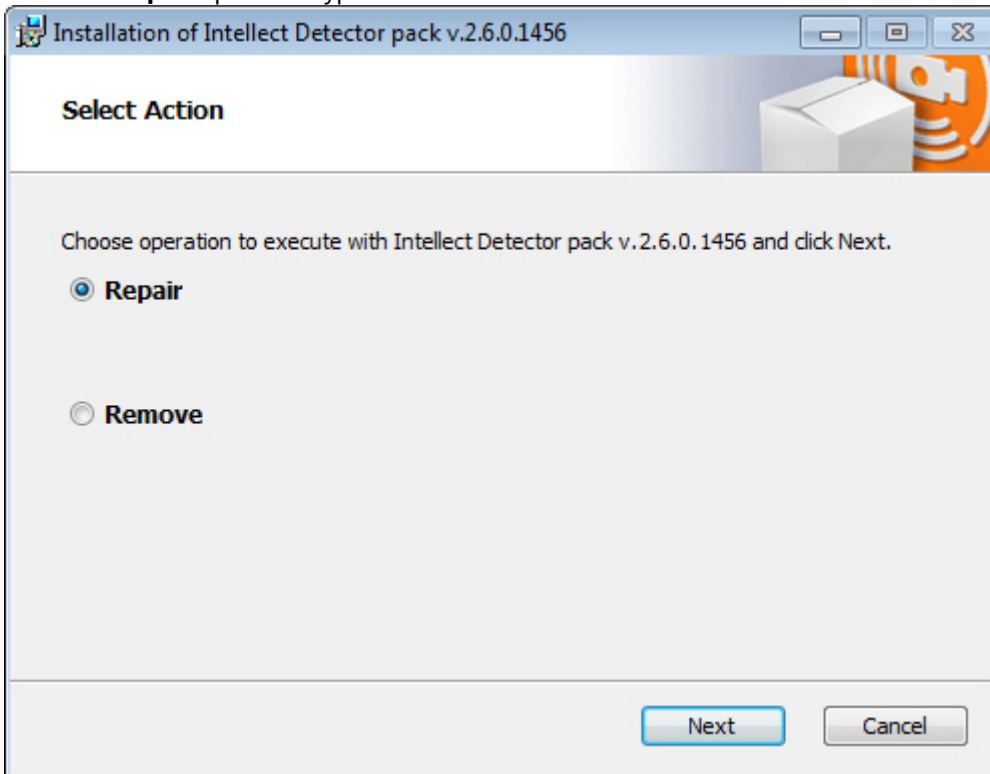 Installation of Intellect Detector pack v.2.6.0.1456
Select Action
Choose operation to execute with Intellect Detector pack v.2.6.0.1456 and click Next.
Repair
Remove
Next Cancel